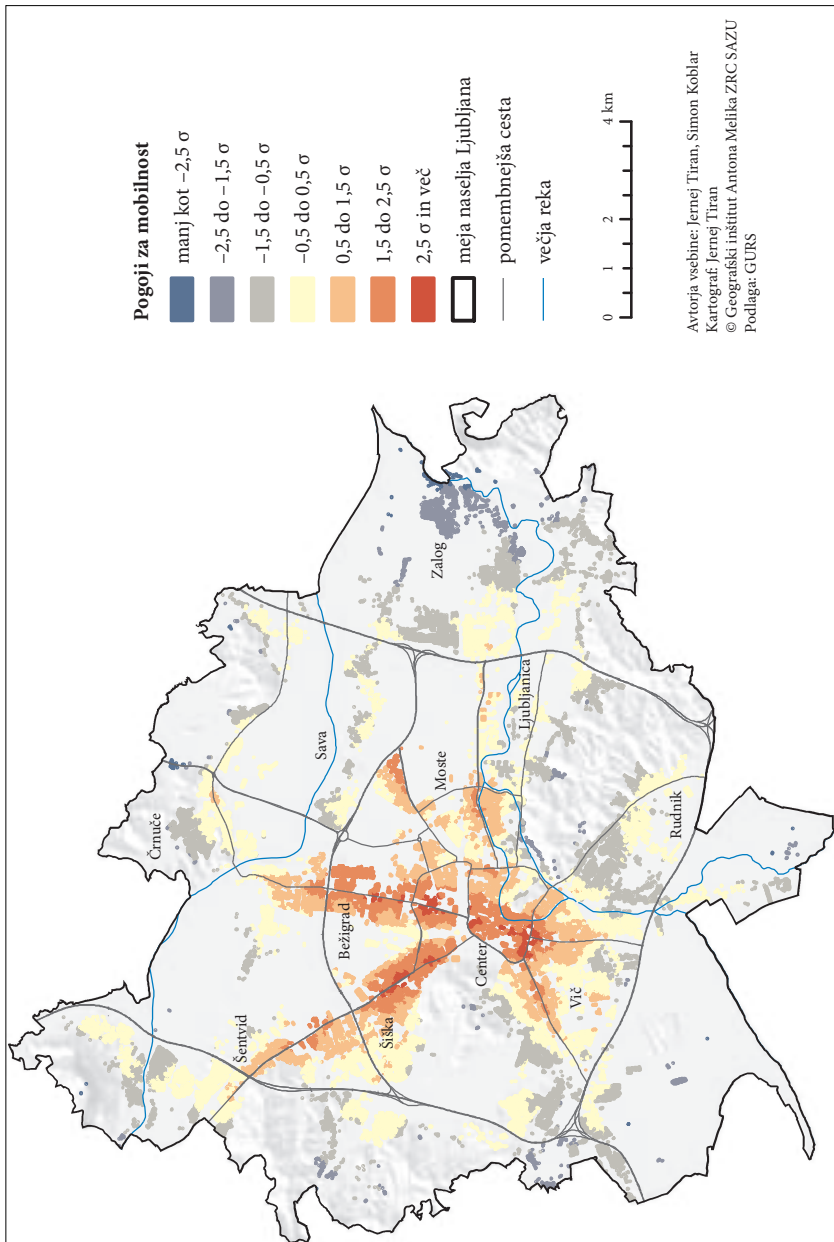 Pogoji za mobilnost
manj kot −2,5 σ
−2,5 do −1,5 σ
−1,5 do −0,5 σ
−0,5 do 0,5 σ
0,5 do 1,5 σ
1,5 do 2,5 σ
2,5 σ in več
meja naselja Ljubljana
pomembnejša cesta
večja reka
0 1 2 4 km
Avtorja vsebine: Jernej Tiran, Simon Koblar
Kartograf: Jernej Tiran
© Geografski inštitut Antona Melika ZRC SAZU
Podlaga: GURS
Črnuče
Sava
Šentvid
Bežigrad
Šiška
Moste
Zalog
Center
Ljubljanica
Vič
Rudnik